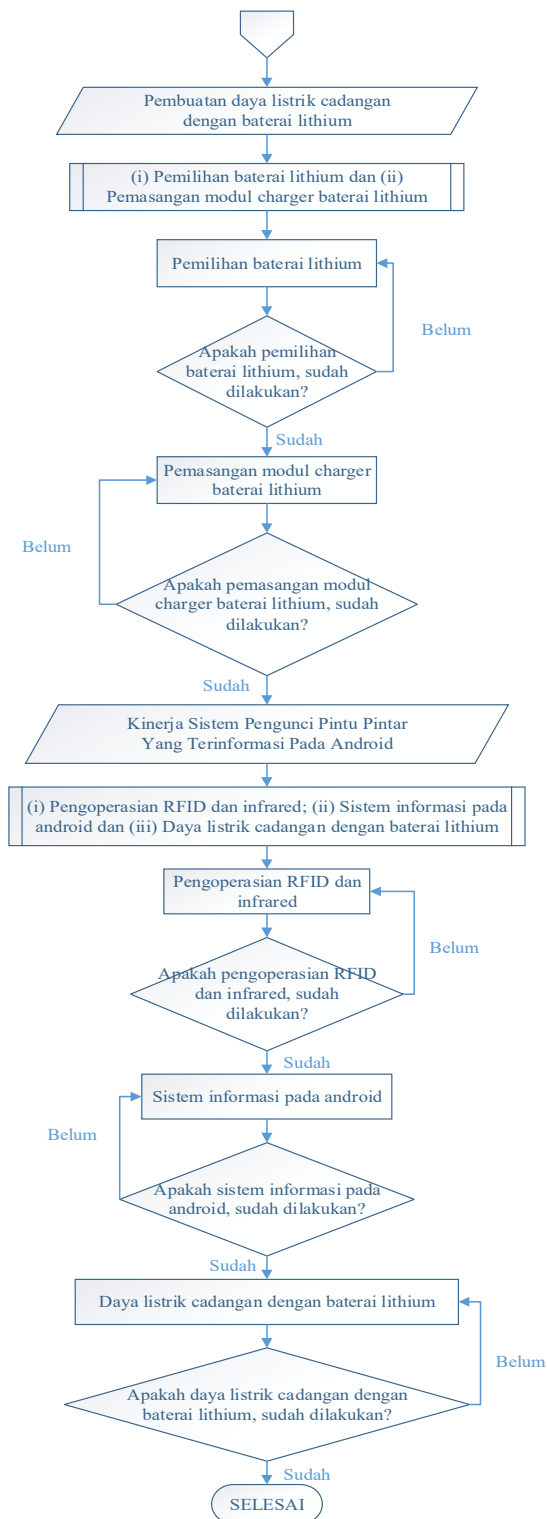 Pembuatan daya listrik cadangan
dengan baterai lithium
(i) Pemilihan baterai lithium dan (ii)
Pemasangan modul charger baterai lithium
Pemilihan baterai lithium
Belum
Apakah pemilihan
baterai lithium, sudah
dilakukan?
Sudah
Pemasangan modul charger
baterai lithium
Belum
Apakah pemasangan modul
charger baterai lithium, sudah
dilakukan?
Sudah
Kinerja Sistem Pengunci Pintu Pintar
Yang Terinformasi Pada Android
(i) Pengoperasian RFID dan infrared; (ii) Sistem informasi pada
android dan (iii) Daya listrik cadangan dengan baterai lithium
Pengoperasian RFID dan
infrared
Belum
Apakah pengoperasian RFID
dan infrared, sudah
dilakukan?
Sudah
Sistem informasi pada android
Belum
Apakah sistem informasi pada
android, sudah dilakukan?
Sudah
Daya listrik cadangan dengan baterai lithium
Belum
Apakah daya listrik cadangan dengan
baterai lithium, sudah dilakukan?
Sudah
SELESAI